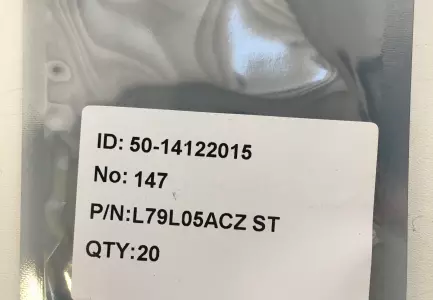 ID: 50-14122015
No: 147
P/N:L79L05ACZ ST
QTY:20